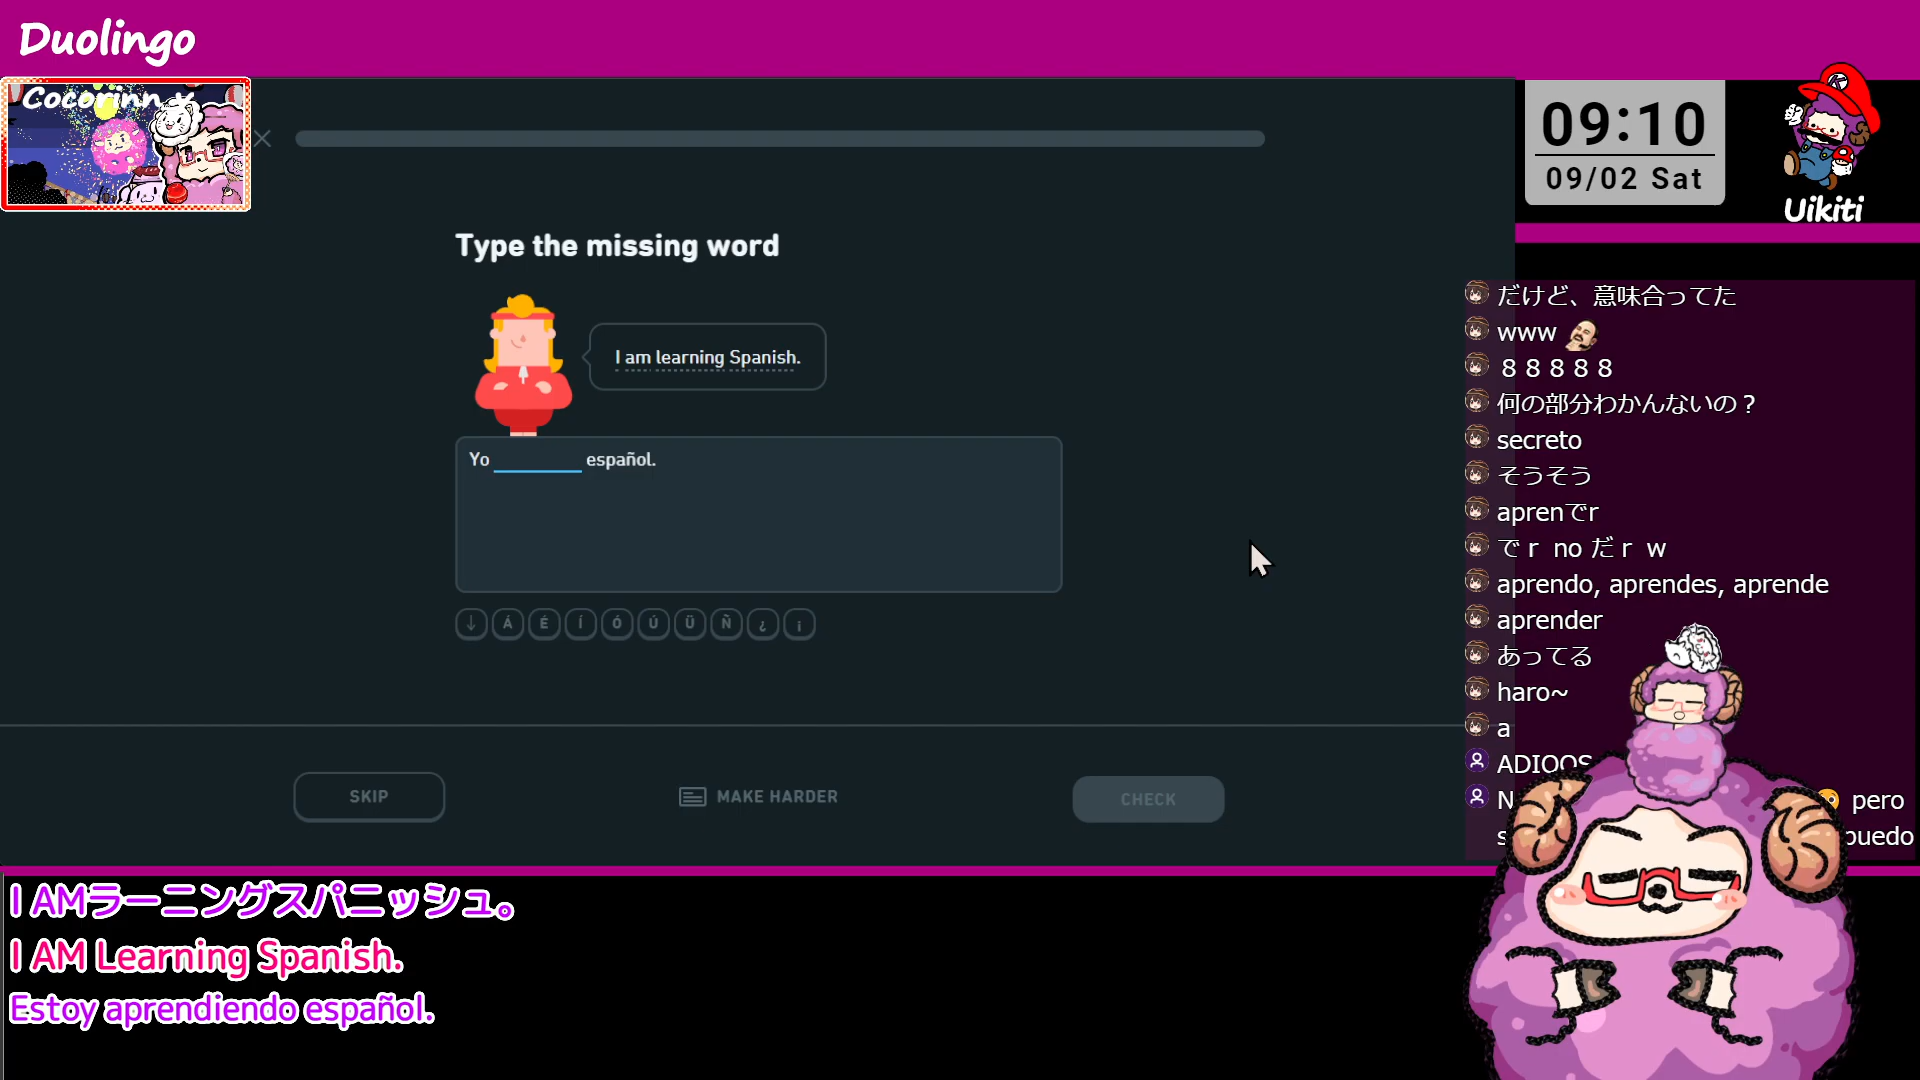 Duolingo
Cocorinn
09:10
09/02 Sat
Uikiti
Type the missing word
I am learning Spanish.
Yo ________ español.
↓ Á É Í Ó Ú Ü Ñ ¿ ¡
SKIP
MAKE HARDER
CHECK
だけど、意味合ってた
www
８８８８８
何の部分わかんないの？
secreto
そうそう
aprenでr
でｒ no だｒ ｗ
aprendo, aprendes, aprende
aprender
あってる
haro~
a
ADIOOS
pero
puedo
I AMラーニングスパニッシュ。
I AM Learning Spanish.
Estoy aprendiendo español.